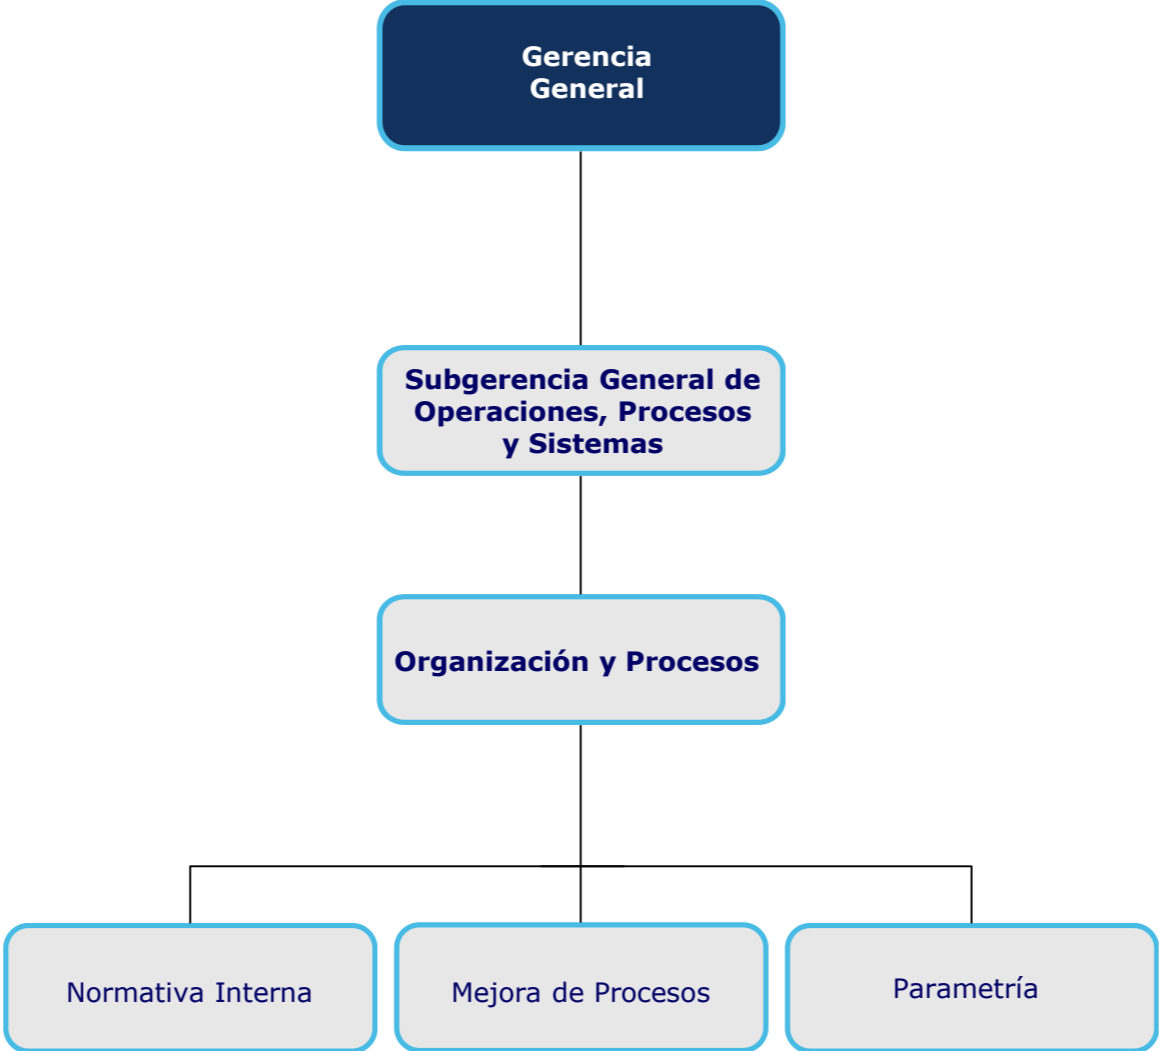 Gerencia
General
Subgerencia General de
Operaciones, Procesos
y Sistemas
Organización y Procesos
Normativa Interna
Mejora de Procesos
Parametría